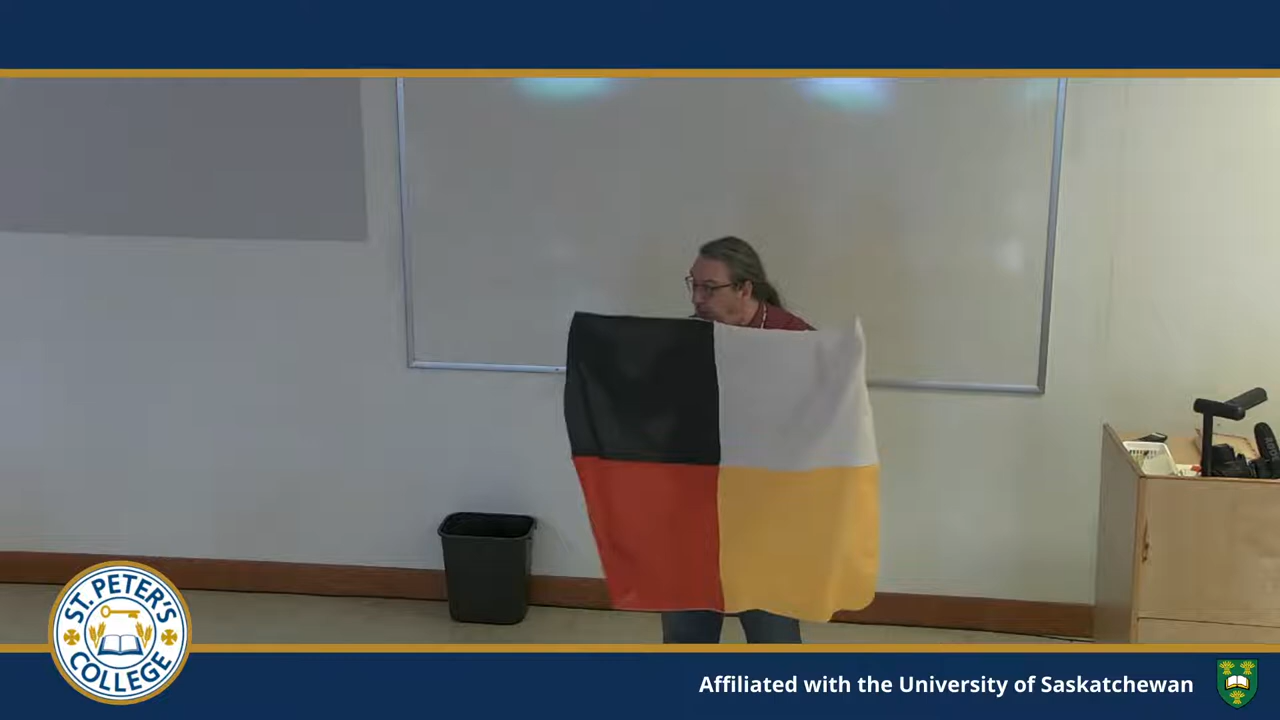 ST. PETER'S
COLLEGE
Affiliated with the University of Saskatchewan